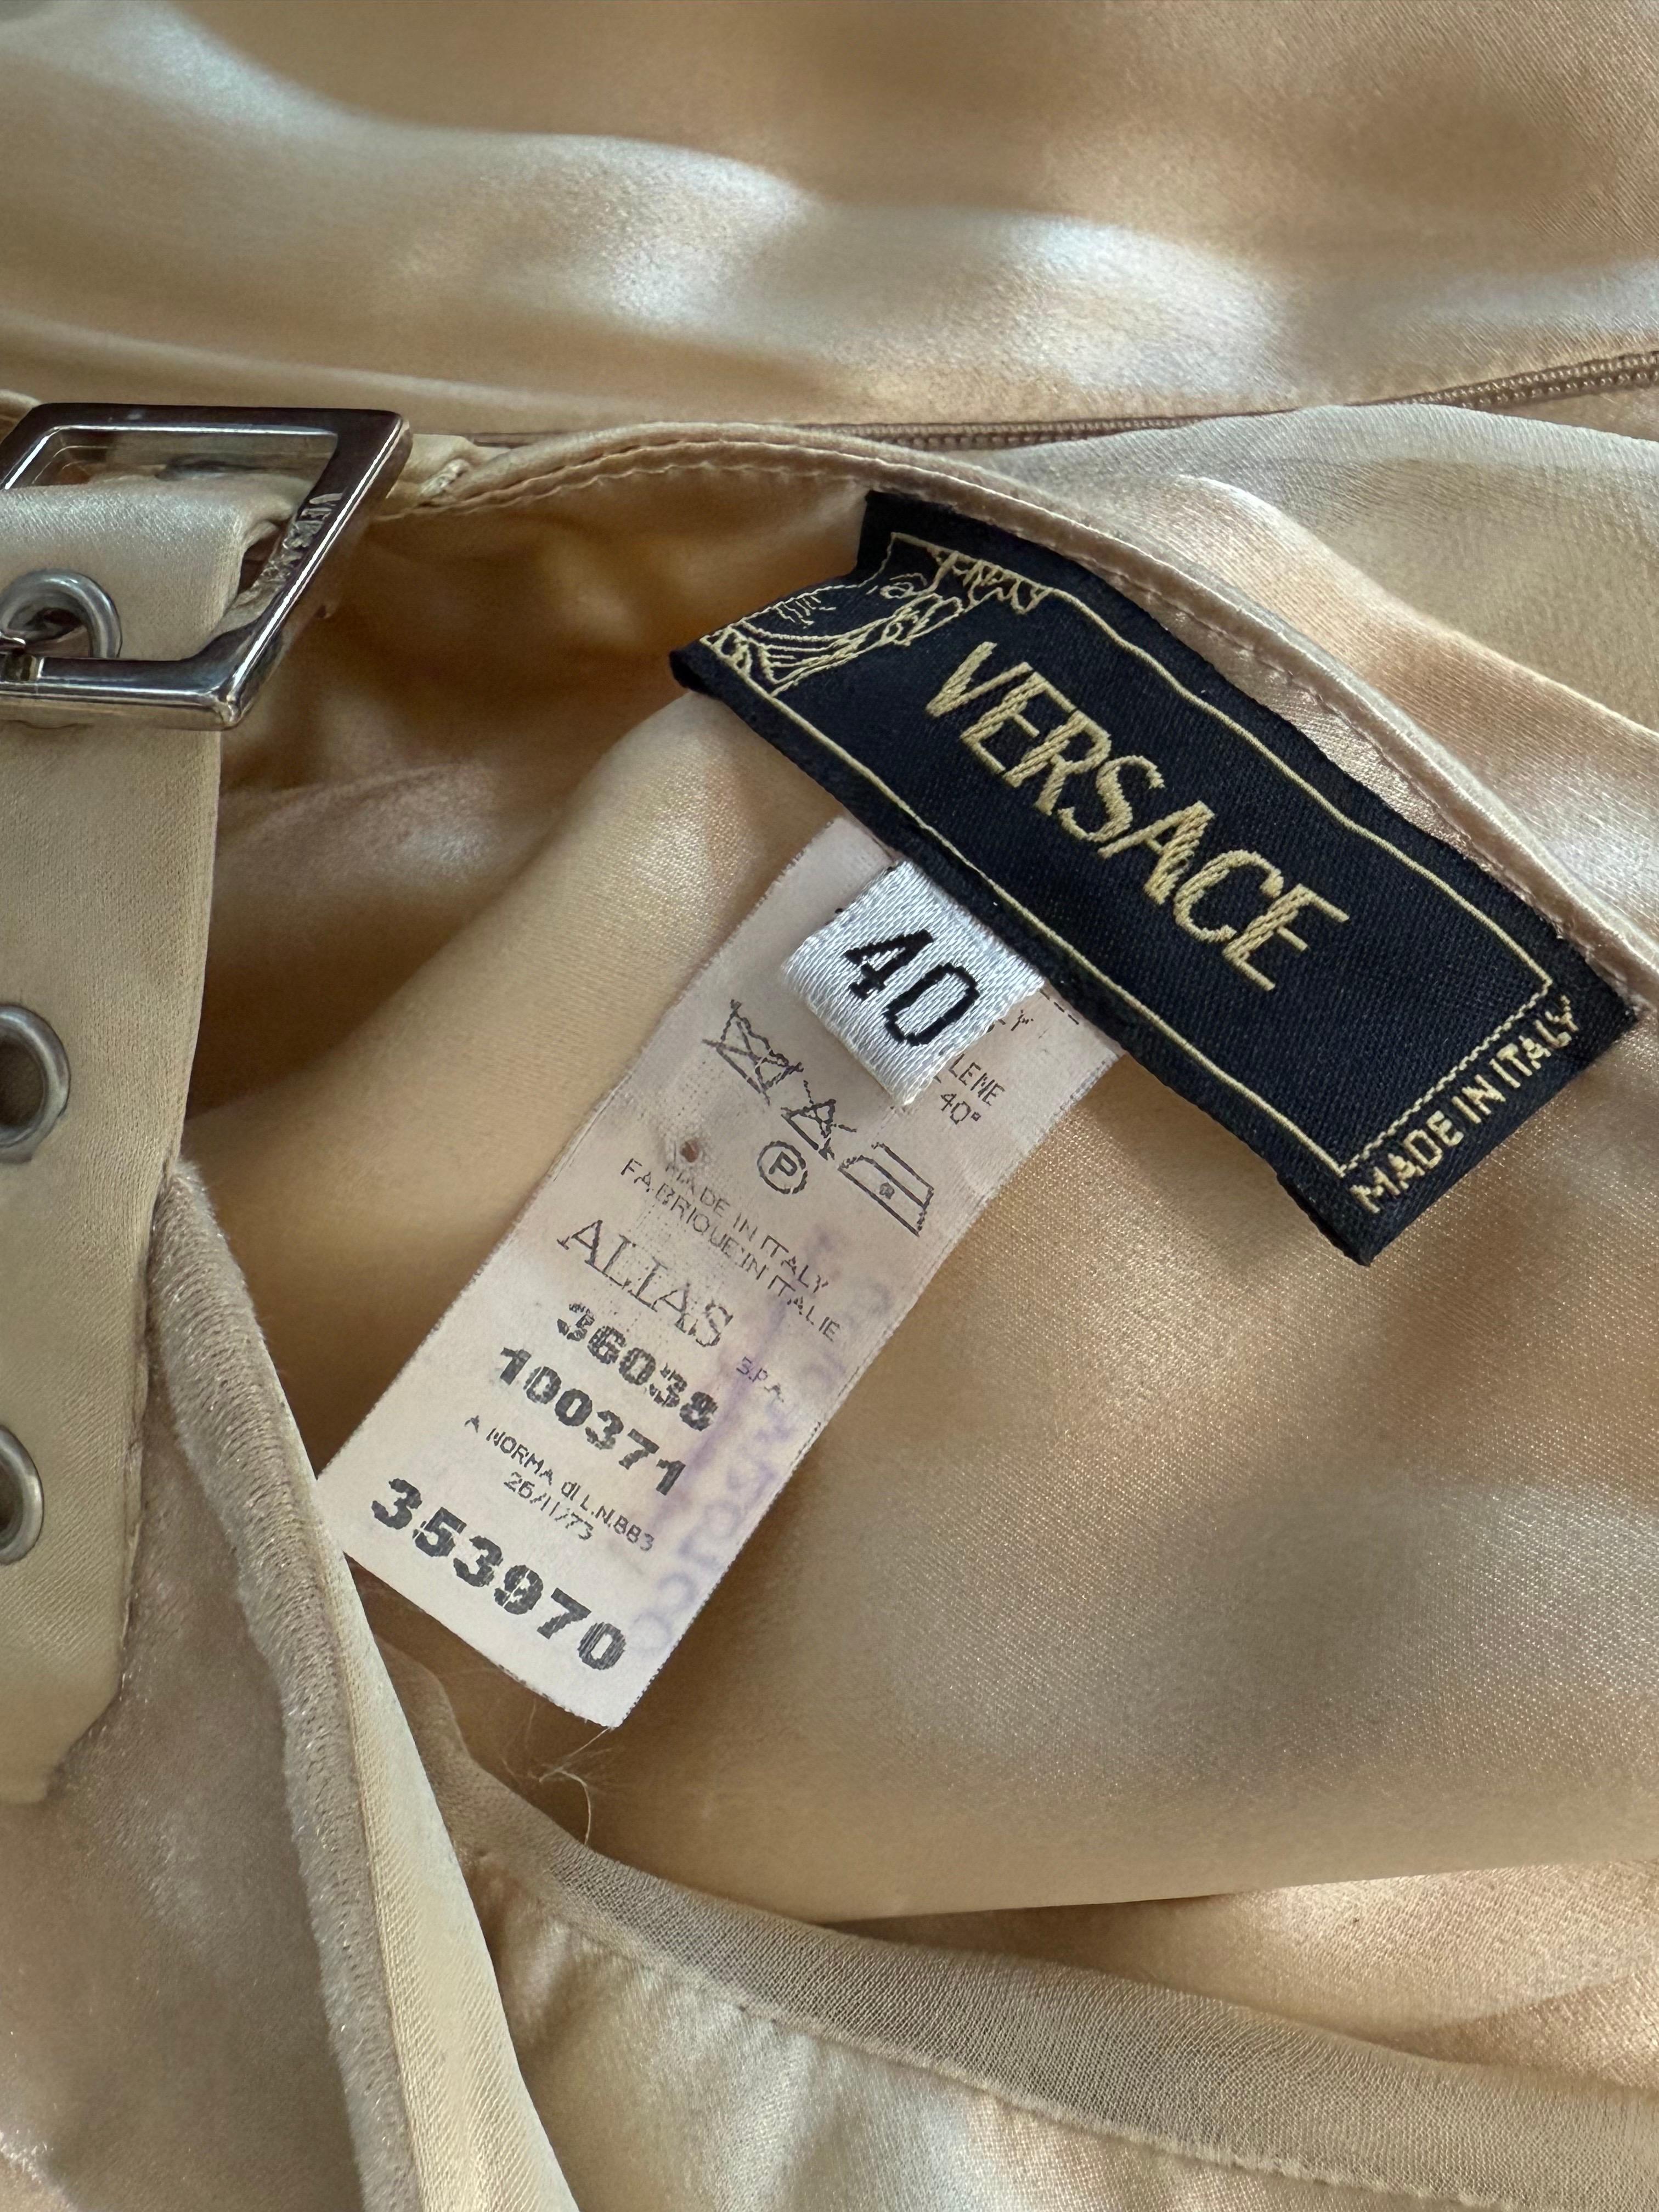 VERSACE
VERSACE
MADE IN ITALY
40
LENE
40°
P
MADE IN ITALY
FABRIQUE IN ITALIE
ALIAS S.P.A.
36038
100371
A NORMA di L.N.883
26/11/73
353970